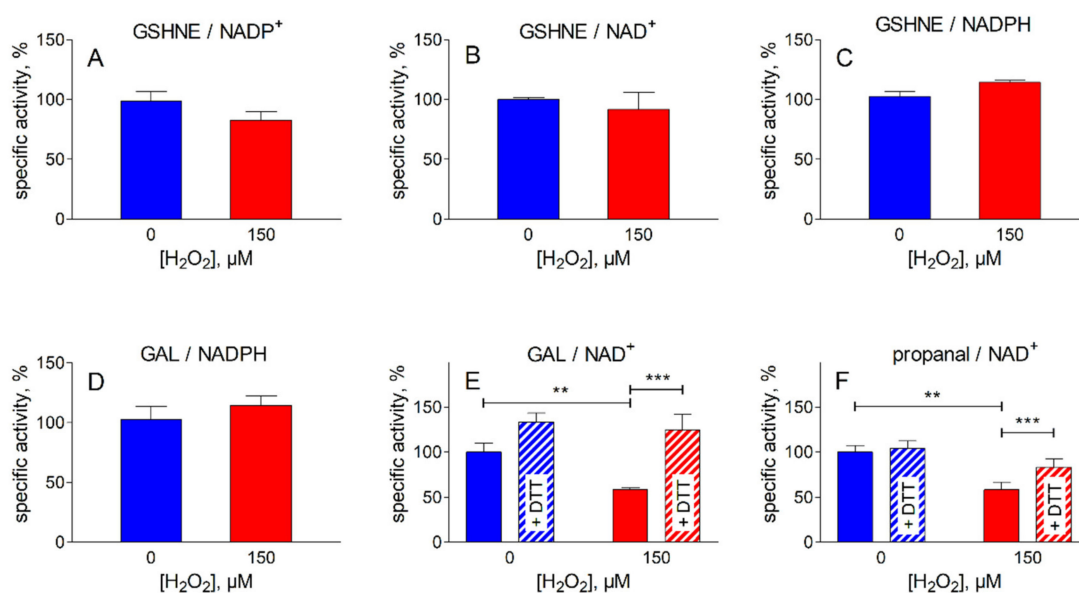 GSHNE / NADP⁺
A
specific activity, %
150
100
50
0
0 150
[H₂O₂], µM
GSHNE / NAD⁺
B
specific activity, %
150
100
50
0
0 150
[H₂O₂], µM
GSHNE / NADPH
C
specific activity, %
150
100
50
0
0 150
[H₂O₂], µM
GAL / NADPH
D
specific activity, %
150
100
50
0
0 150
[H₂O₂], µM
GAL / NAD⁺
E
specific activity, %
150
100
50
0
** ***
+ DTT + DTT
0 150
[H₂O₂], µM
propanal / NAD⁺
F
specific activity, %
150
100
50
0
**
***
+ DTT + DTT
0 150
[H₂O₂], µM